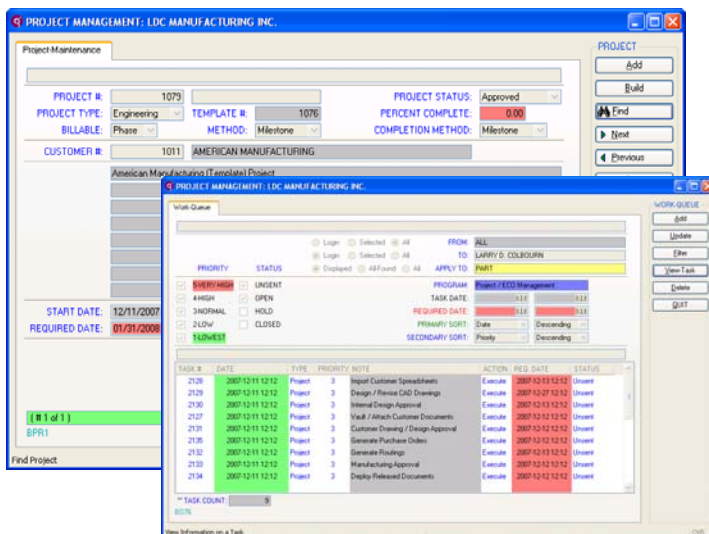 PROJECT MANAGEMENT: LDC MANUFACTURING INC.
Project-Maintenance
PROJECT
Add
PROJECT #: 1079 PROJECT STATUS: Approved
Build
PROJECT TYPE: Engineering TEMPLATE #: 1076 PERCENT COMPLETE: 0.00
Find
BILLABLE: Phase METHOD: Milestone COMPLETION METHOD: Milestone
Next
CUSTOMER #: 1011 AMERICAN MANUFACTURING
Previous
American Manufacturing (Template) Project
START DATE: 12/11/2007
REQUIRED DATE: 01/31/2008
( # 1 of 1 )
BPR1
Find Project
PROJECT MANAGEMENT: LDC MANUFACTURING INC.
Work-Queue
WORK-QUEUE
Add
Update
Filter
View Task
Delete
QUIT
Login Selected All FROM: ALL
Login Selected All TO: LARRY D. COLBOURN
PRIORITY STATUS Displayed All-Found All APPLY TO: PART
5-VERY-HIGH UNSENT PROGRAM: Project / ECO Management
4-HIGH OPEN TASK DATE:
3-NORMAL HOLD REQUIRED DATE:
2-LOW CLOSED PRIMARY SORT: Date Descending
1-LOWEST SECONDARY SORT: Priority Descending
TASK # DATE TYPE PRIORITY NOTE ACTION REQ. DATE STATUS
2128 2007-12-11 12:12 Project 3 Import Customer Spreadsheets Execute 2007-12-13 12:12 Unsent
2129 2007-12-11 12:12 Project 3 Design / Revise CAD Drawings Execute 2007-12-12 12:12 Unsent
2130 2007-12-11 12:12 Project 3 Internal Design Approval Execute 2007-12-12 12:12 Unsent
2127 2007-12-11 12:12 Project 3 Vault / Attach Customer Documents Execute 2007-12-12 12:12 Unsent
2131 2007-12-11 12:12 Project 3 Customer Drawing / Design Approval Execute 2007-12-12 12:12 Unsent
2135 2007-12-11 12:12 Project 3 Generate Purchase Orders Execute 2007-12-12 12:12 Unsent
2132 2007-12-11 12:12 Project 3 Generate Routings Execute 2007-12-12 12:12 Unsent
2133 2007-12-11 12:12 Project 3 Manufacturing Approval Execute 2007-12-12 12:12 Unsent
2134 2007-12-11 12:12 Project 3 Deploy Released Documents Execute 2007-12-12 12:12 Unsent
** TASK COUNT: 9
View Information on a Task.
OVR